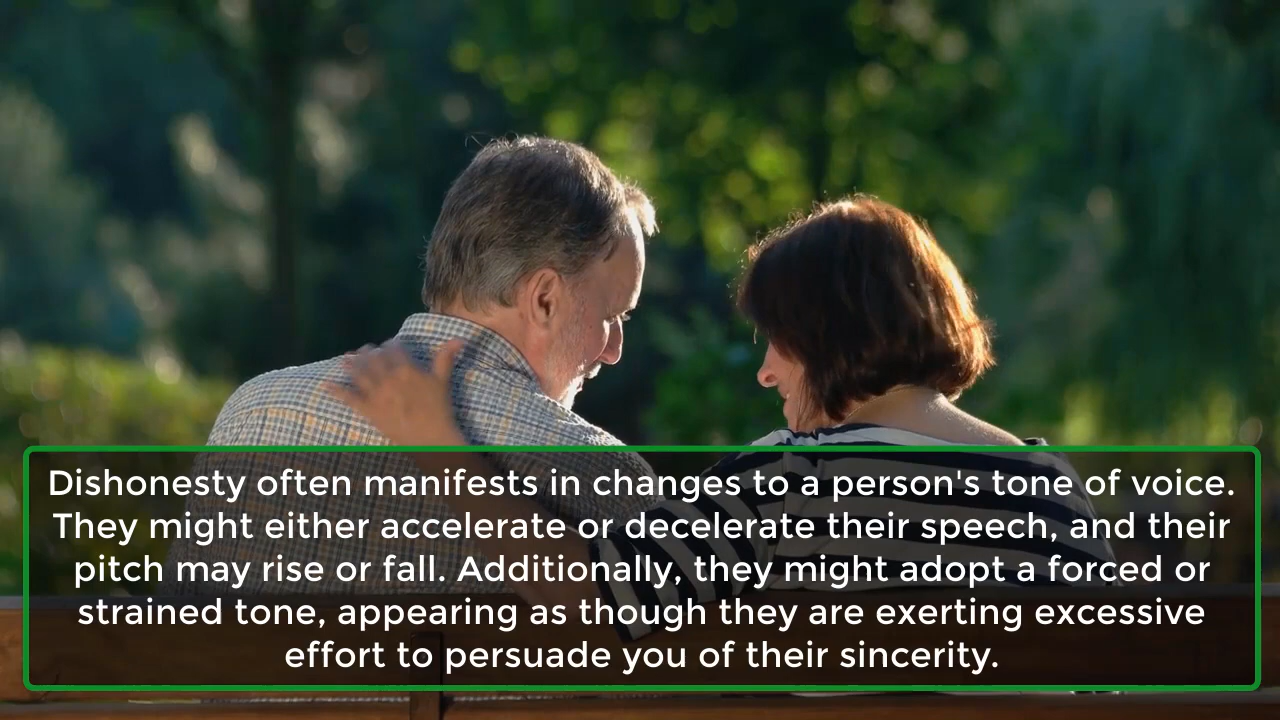 Dishonesty often manifests in changes to a person's tone of voice.
They might either accelerate or decelerate their speech, and their
pitch may rise or fall. Additionally, they might adopt a forced or
strained tone, appearing as though they are exerting excessive
effort to persuade you of their sincerity.